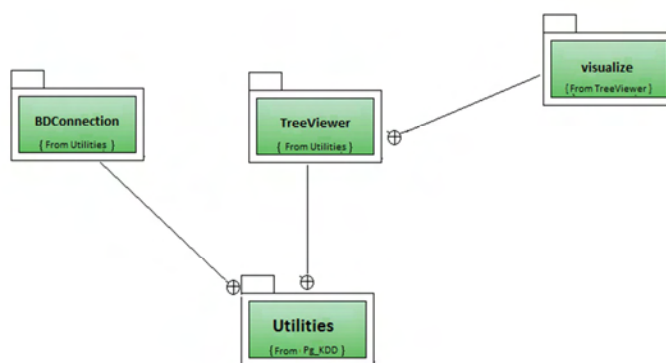 visualize
{From TreeViewer}
BDConnection
{ From Utilities }
TreeViewer
{ From Utilities }
Utilities
{From Pg_KDD }